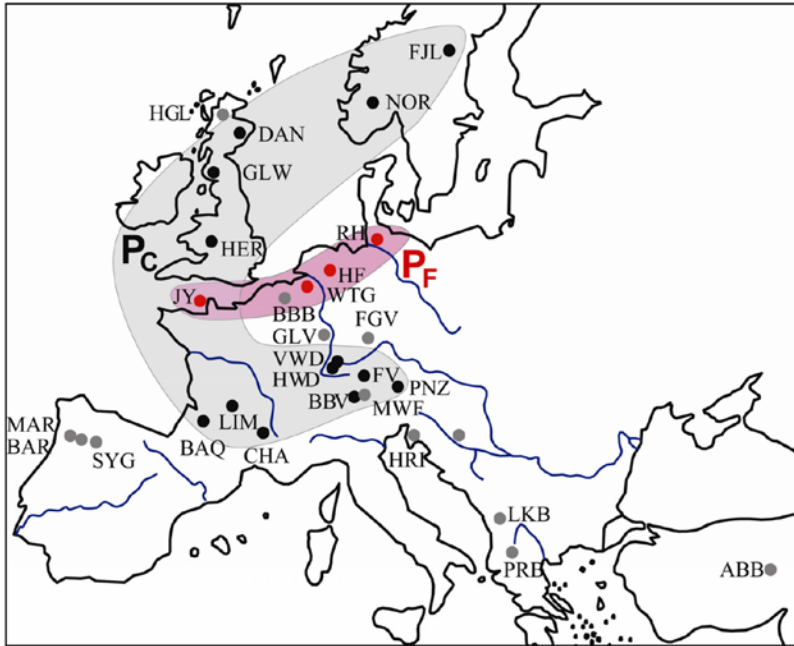 FJL
NOR
HGL
DAN
GLW
HER
PC
RH
PF
HF
JY
WTG
BBB
FGV
GLV
VWD
HWD
FV
PNZ
BBV
MWF
LIM
BAQ
CHA
MAR
BAR
SYG
HRI
LKB
PRB
ABB